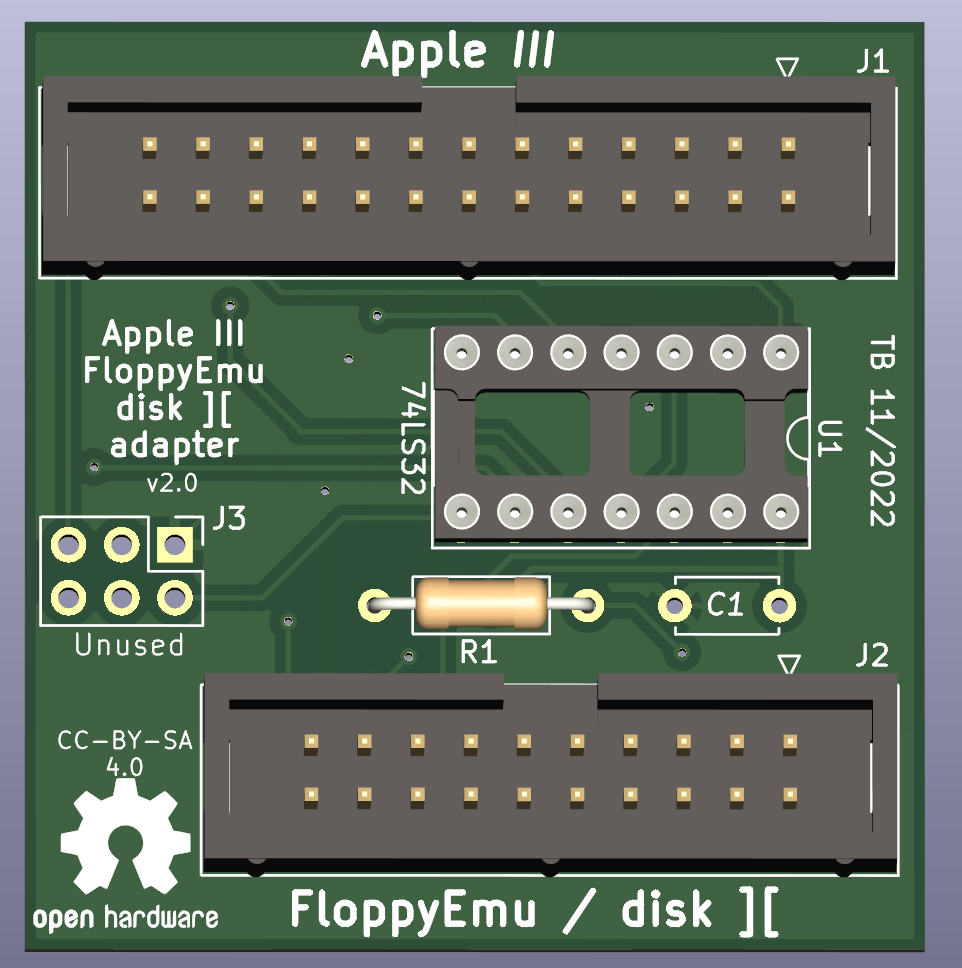 Apple III
J1
Apple III
FloppyEmu
disk ][
adapter
v2.0
74LS32
U1
TB 11/2022
J3
Unused
R1
C1
J2
CC-BY-SA
4.0
open hardware
FloppyEmu / disk ][